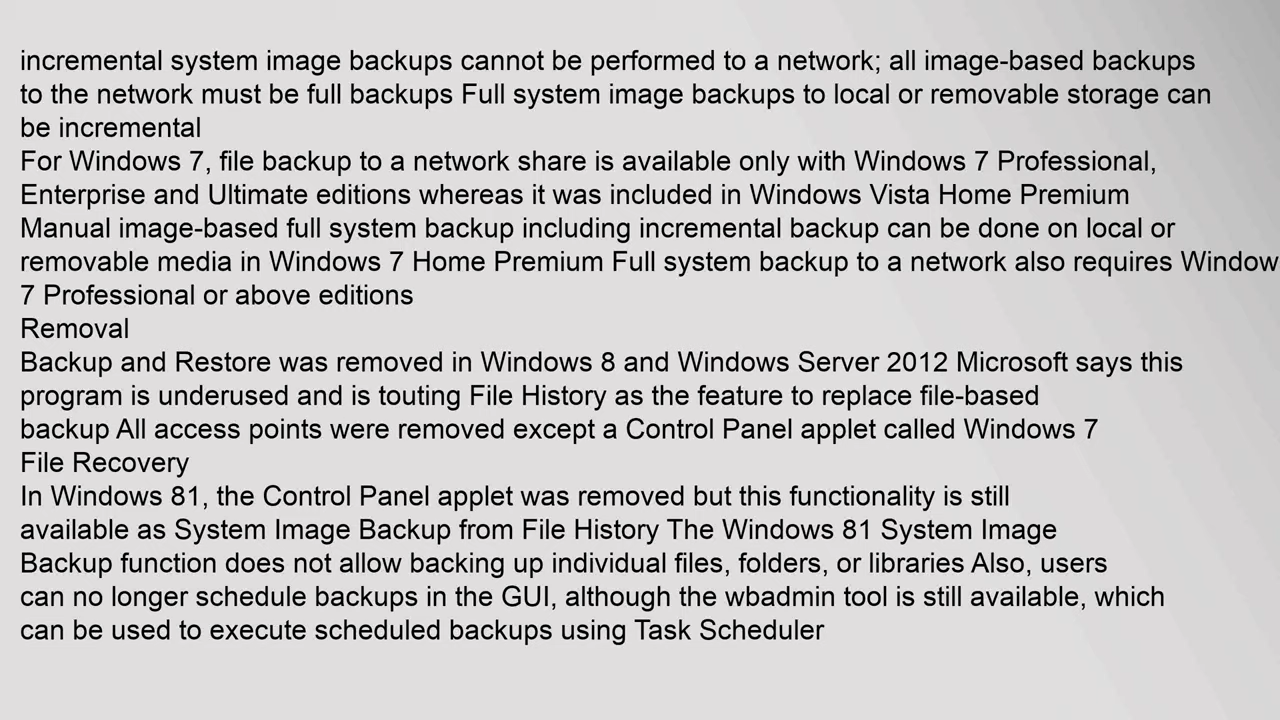 incremental system image backups cannot be performed to a network; all image-based backups
to the network must be full backups Full system image backups to local or removable storage can
be incremental
For Windows 7, file backup to a network share is available only with Windows 7 Professional,
Enterprise and Ultimate editions whereas it was included in Windows Vista Home Premium
Manual image-based full system backup including incremental backup can be done on local or
removable media in Windows 7 Home Premium Full system backup to a network also requires Window
7 Professional or above editions
Removal
Backup and Restore was removed in Windows 8 and Windows Server 2012 Microsoft says this
program is underused and is touting File History as the feature to replace file-based
backup All access points were removed except a Control Panel applet called Windows 7
File Recovery
In Windows 81, the Control Panel applet was removed but this functionality is still
available as System Image Backup from File History The Windows 81 System Image
Backup function does not allow backing up individual files, folders, or libraries Also, users
can no longer schedule backups in the GUI, although the wbadmin tool is still available, which
can be used to execute scheduled backups using Task Scheduler